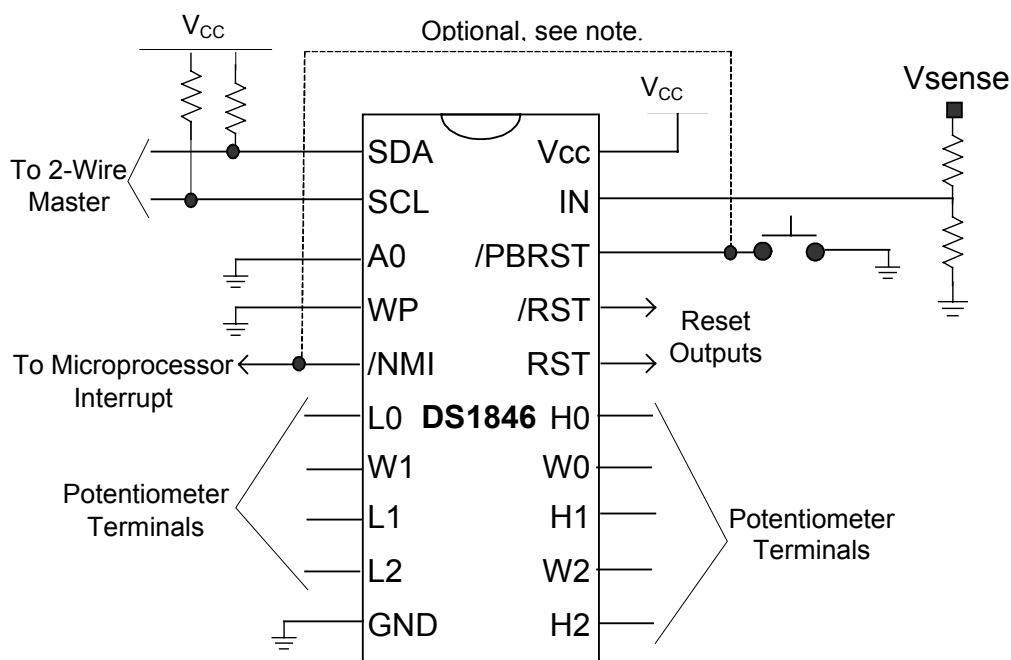 V_CC
Optional, see note.
V_CC
Vsense
To 2-Wire
Master
SDA
Vcc
SCL
IN
A0
/PBRST
WP
/RST
Reset
Outputs
To Microprocessor
Interrupt
/NMI
RST
L0
DS1846
H0
W1
W0
Potentiometer
Terminals
L1
H1
Potentiometer
Terminals
L2
W2
GND
H2